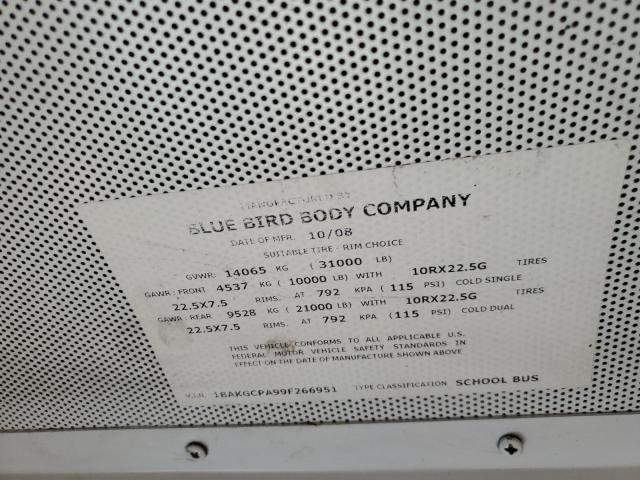 MANUFACTURED BY
BLUE BIRD BODY COMPANY
DATE OF MFR. 10/08
SUITABLE TIRE - RIM CHOICE
GVWR: 14065 KG ( 31000 LB)
GAWR: FRONT 4537 KG ( 10000 LB) WITH 10RX22.5G TIRES
22.5X7.5 RIMS. AT 792 KPA ( 115 PSI) COLD SINGLE
GAWR: REAR 9528 KG ( 21000 LB) WITH 10RX22.5G TIRES
22.5X7.5 RIMS. AT 792 KPA ( 115 PSI) COLD DUAL
THIS VEHICLE CONFORMS TO ALL APPLICABLE U.S.
FEDERAL MOTOR VEHICLE SAFETY STANDARDS IN
EFFECT ON THE DATE OF MANUFACTURE SHOWN ABOVE
V.I.N. 1BAKGCPA99F266951 TYPE CLASSIFICATION SCHOOL BUS